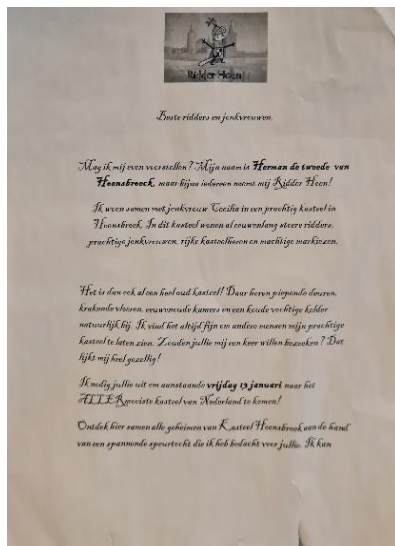 Ridder Hoen
Beste ridders en jonkvrouwen,
Mag ik mij even voorstellen? Mijn naam is Herman de tweede van
Hoensbroeck, maar bijna iedereen noemt mij Ridder Hoen!
Ik woon samen met jonkvrouw Cecilia in een prachtig kasteel in
Hoensbroek. In dit kasteel wonen al eeuwenlang stoere ridders,
prachtige jonkvrouwen, rijke kasteelheren en machtige markiezen.
Het is dan ook al een heel oud kasteel! Daar horen piepende deuren,
krakende vloeren, eeuwenoude kamers en een koude vochtige kelder
natuurlijk bij. Ik vind het altijd fijn om andere mensen mijn prachtige
kasteel te laten zien. Zouden jullie mij een keer willen bezoeken? Dat
lijkt mij heel gezellig!
Ik nodig jullie uit om aanstaande vrijdag 13 januari naar het
ALLERmooiste kasteel van Nederland te komen!
Ontdek hier samen alle geheimen van Kasteel Hoensbroek aan de hand
van een spannende speurtocht die ik heb bedacht voor jullie. Ik kan